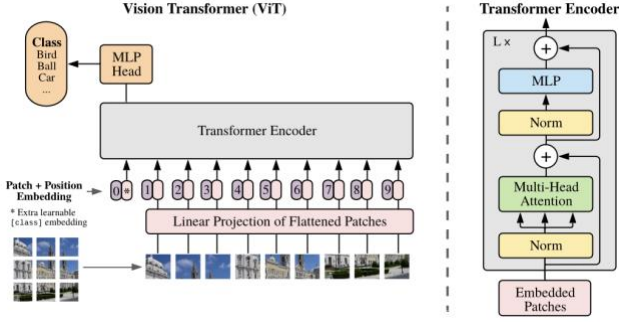 Vision Transformer (ViT)
Class
Bird
Ball
Car
...
MLP
Head
Transformer Encoder
Patch + Position
Embedding
0 * 1 2 3 4 5 6 7 8 9
* Extra learnable
[class] embedding
Linear Projection of Flattened Patches
Transformer Encoder
L x
+
MLP
Norm
+
Multi-Head
Attention
Norm
Embedded
Patches